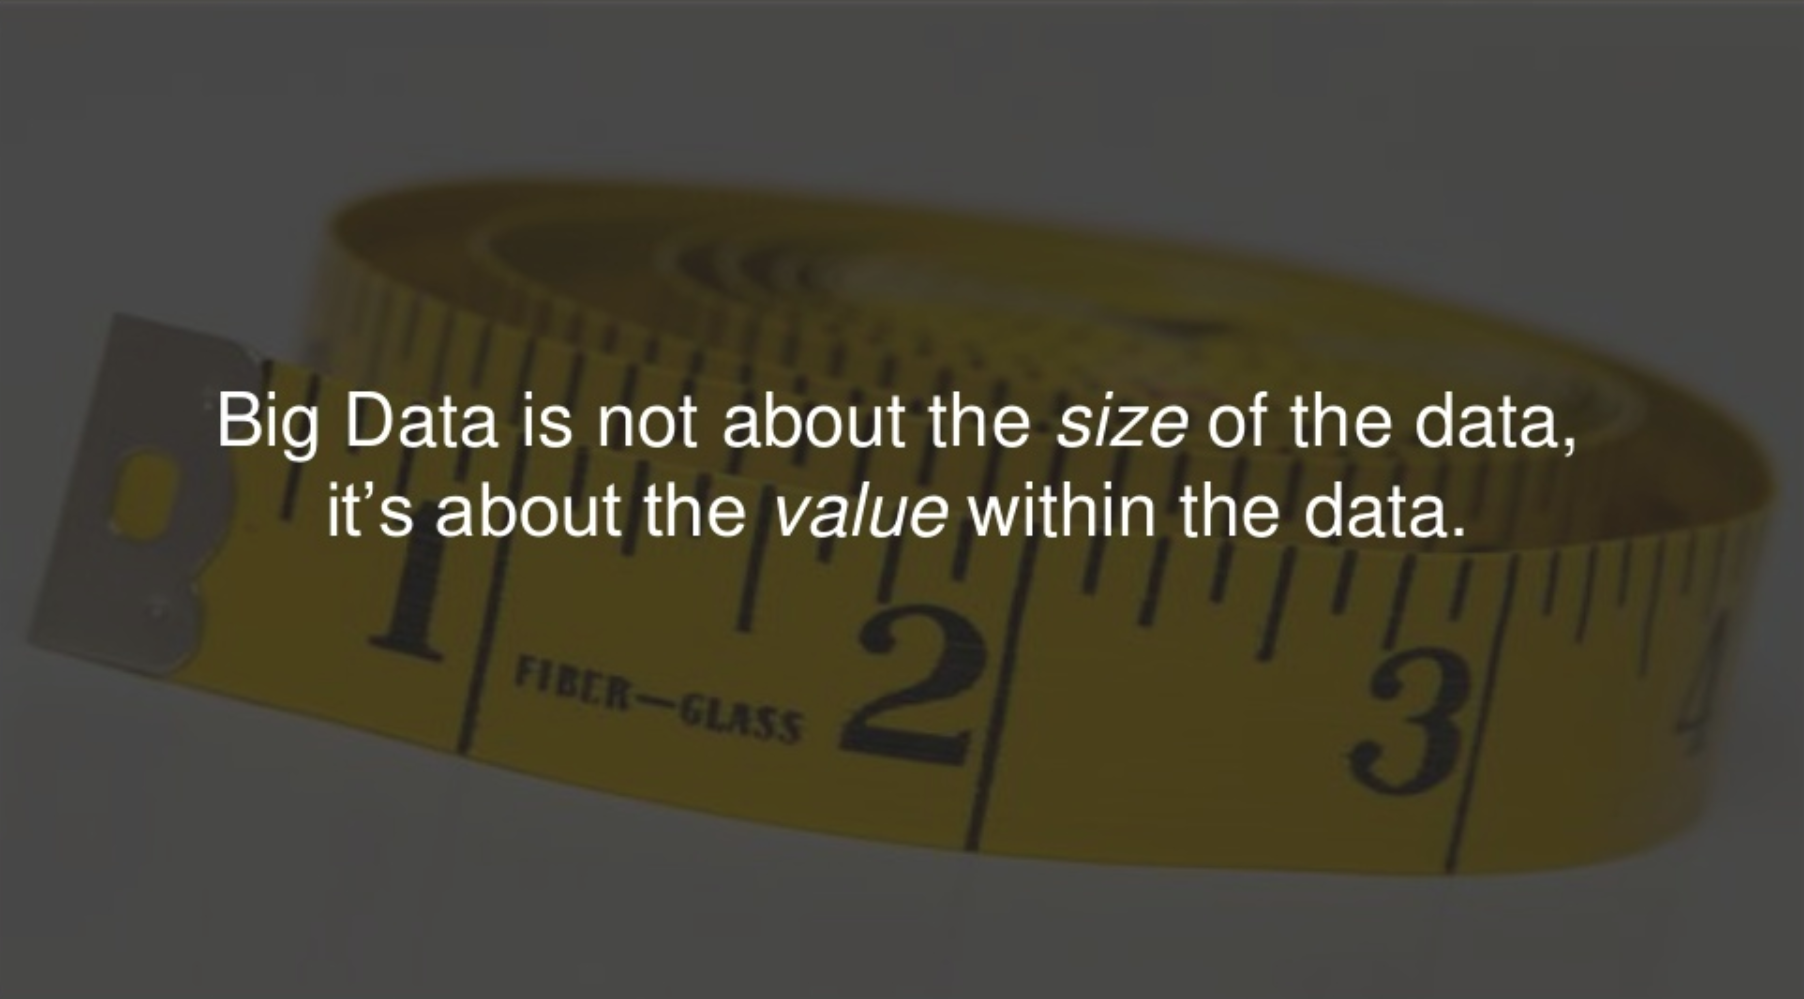 Big Data is not about the size of the data,
it’s about the value within the data.
1 2 3 4
FIBER—GLASS